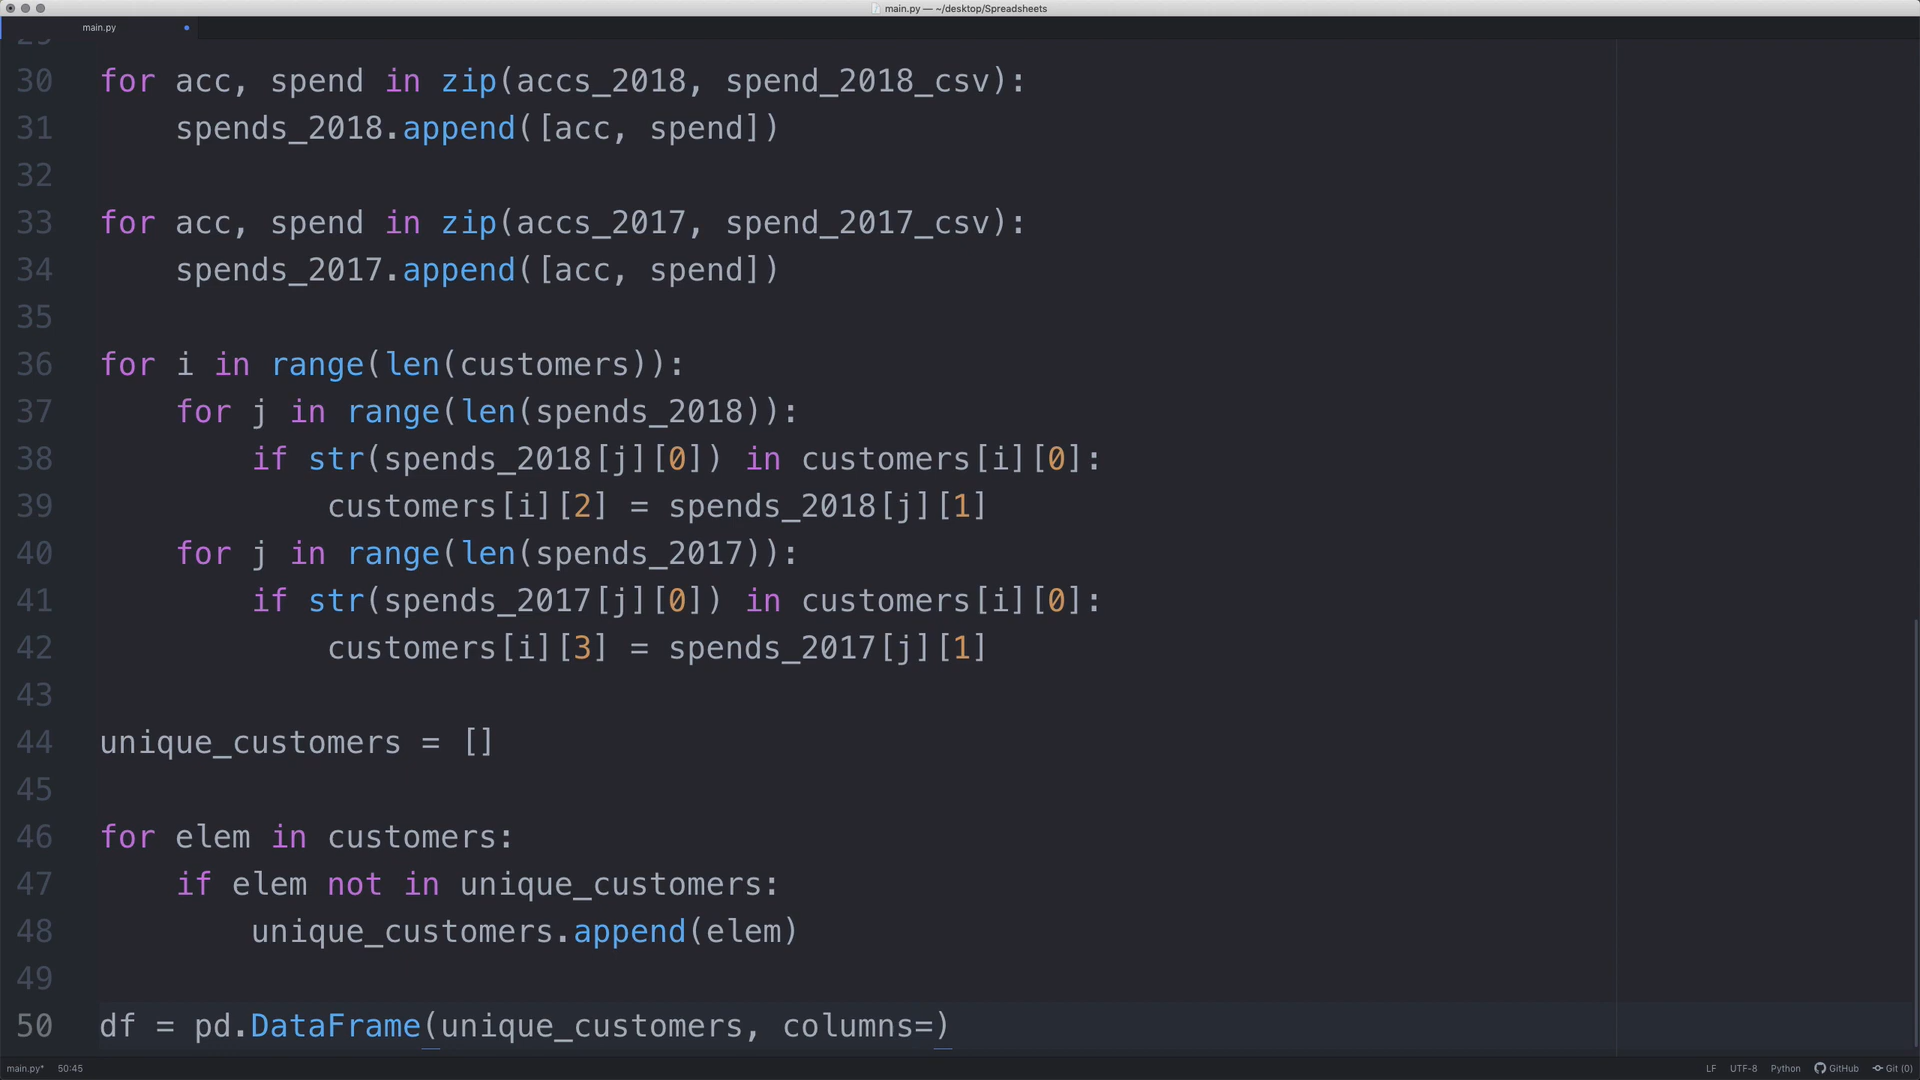 main.py — ~/desktop/Spreadsheets
main.py
29
30 for acc, spend in zip(accs_2018, spend_2018_csv):
31     spends_2018.append([acc, spend])
32
33 for acc, spend in zip(accs_2017, spend_2017_csv):
34     spends_2017.append([acc, spend])
35
36 for i in range(len(customers)):
37     for j in range(len(spends_2018)):
38         if str(spends_2018[j][0]) in customers[i][0]:
39             customers[i][2] = spends_2018[j][1]
40     for j in range(len(spends_2017)):
41         if str(spends_2017[j][0]) in customers[i][0]:
42             customers[i][3] = spends_2017[j][1]
43
44 unique_customers = []
45
46 for elem in customers:
47     if elem not in unique_customers:
48         unique_customers.append(elem)
49
50 df = pd.DataFrame(unique_customers, columns=)
main.py* 50:45 LF UTF-8 Python GitHub Git (0)